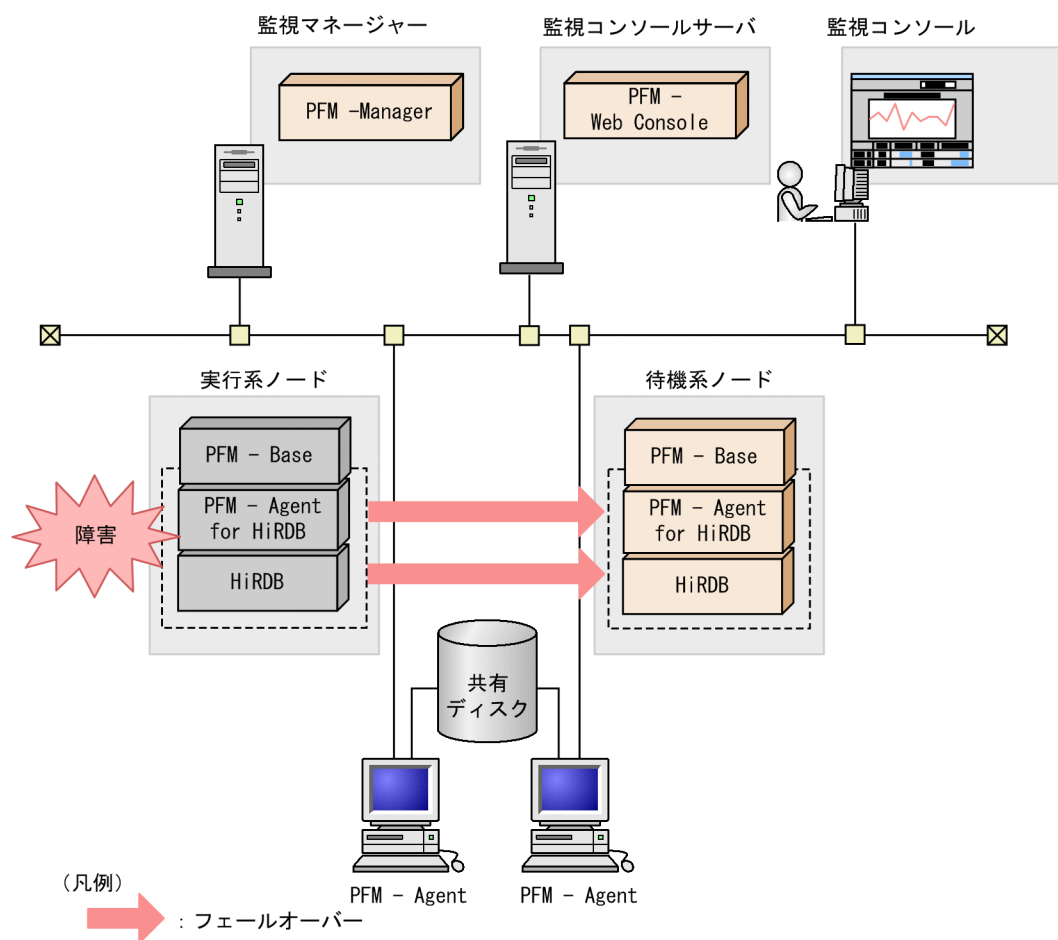 監視マネージャー
監視コンソールサーバ
監視コンソール
PFM -Manager
PFM -
Web Console
実行系ノード
待機系ノード
PFM - Base
PFM - Agent
for HiRDB
HiRDB
障害
PFM - Base
PFM - Agent
for HiRDB
HiRDB
共有
ディスク
PFM - Agent
PFM - Agent
(凡例)
: フェールオーバー